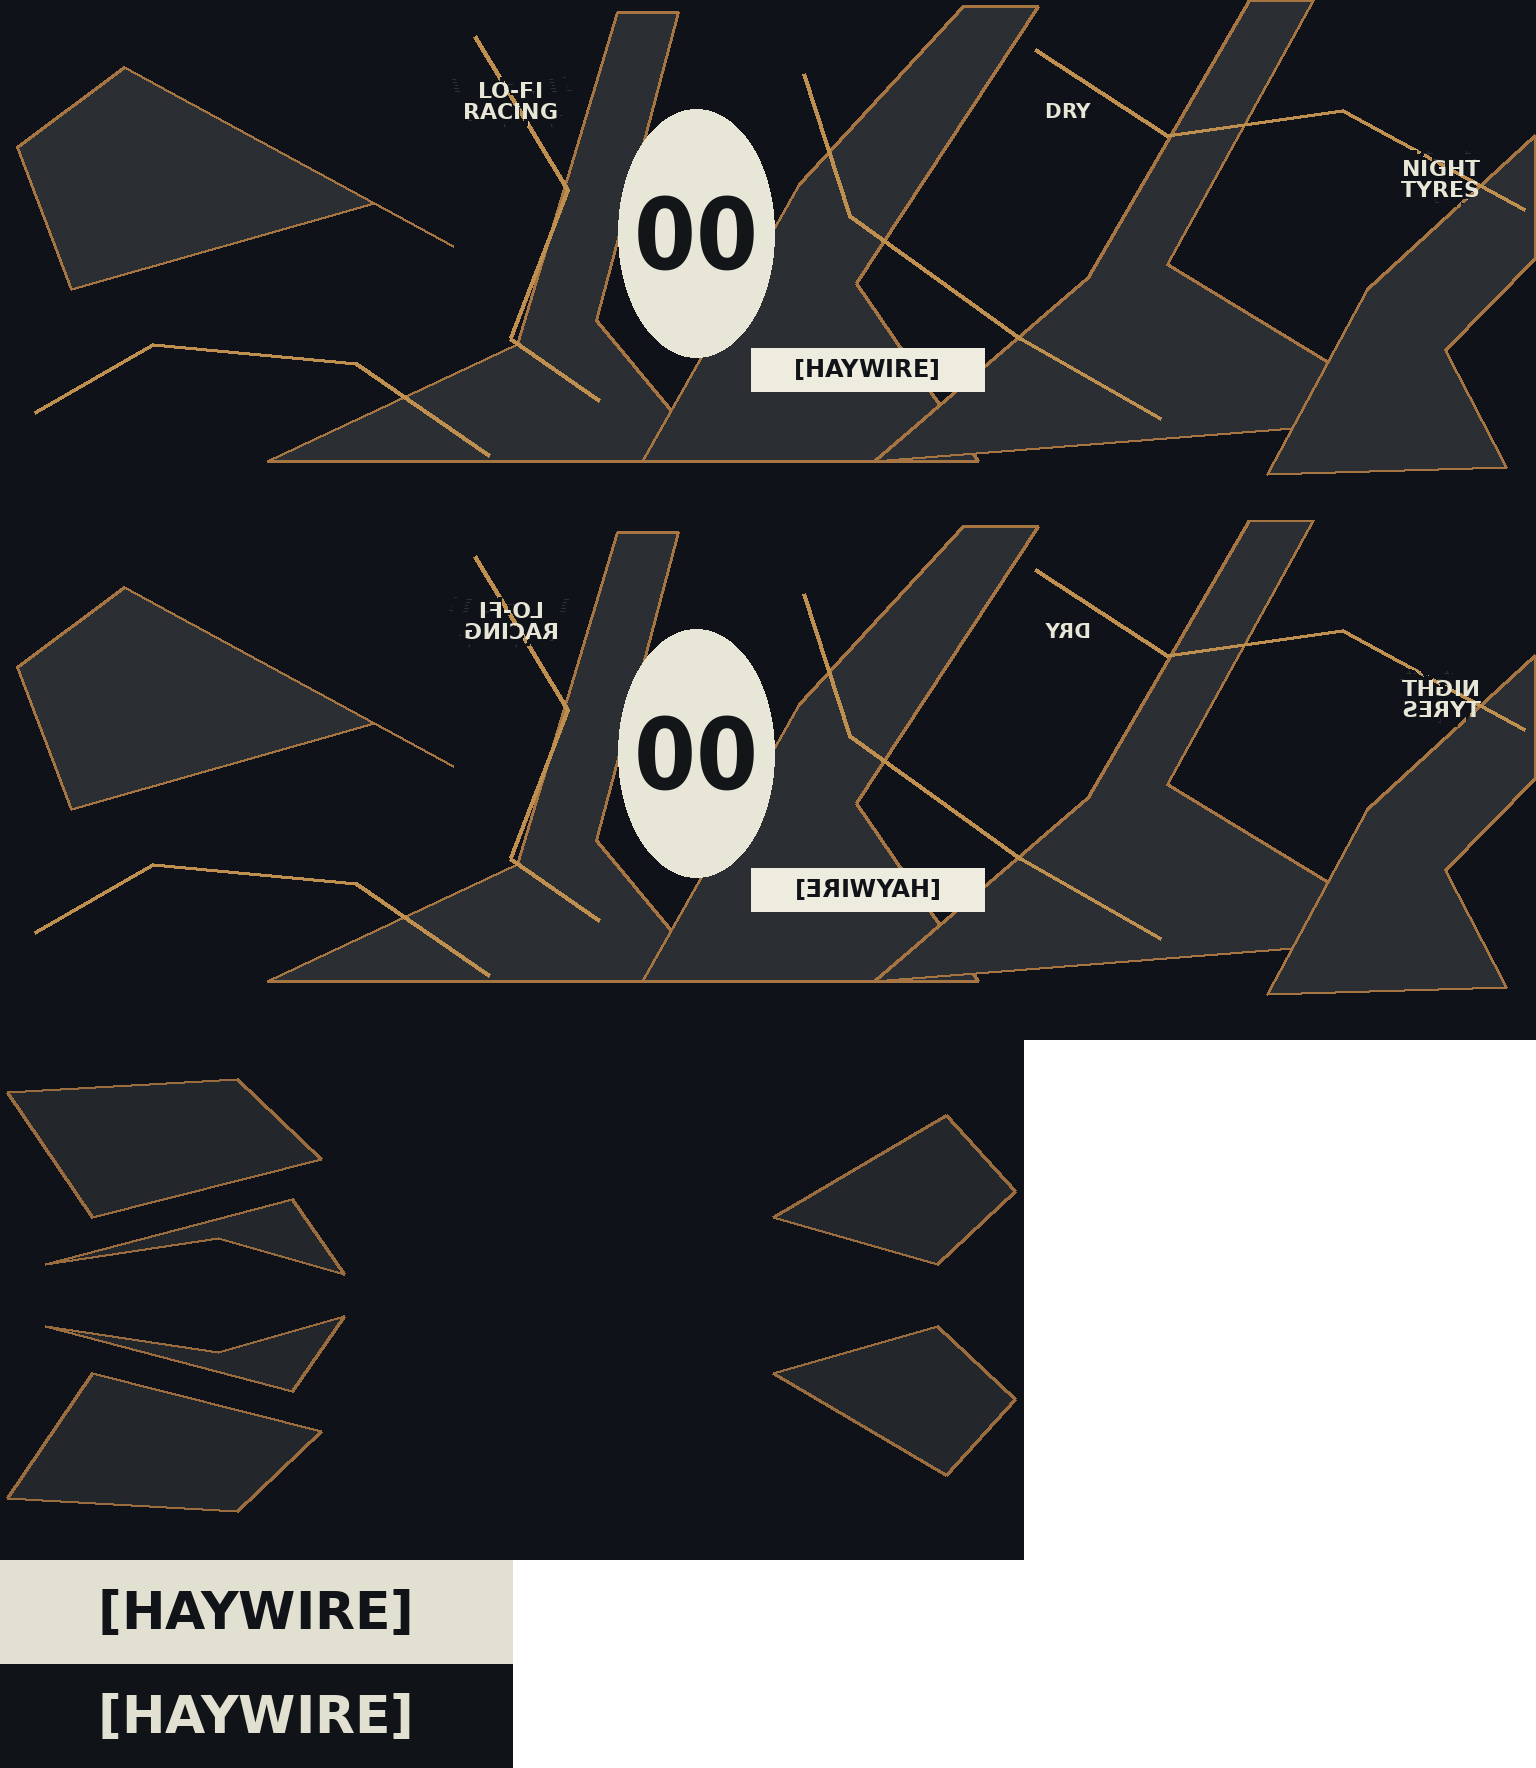 LO-FI
RACING
00
DRY
NIGHT
TYRES
[HAYWIRE]
LO-FI
RACING
00
DRY
NIGHT
TYRES
[HAYWIRE]
[HAYWIRE]
[HAYWIRE]